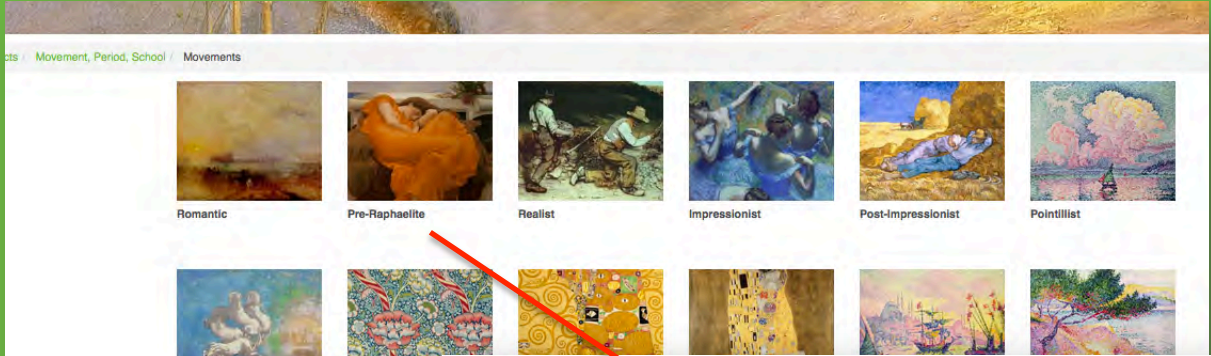 cts / Movement, Period, School / Movements
Romantic
Pre-Raphaelite
Realist
Impressionist
Post-Impressionist
Pointillist